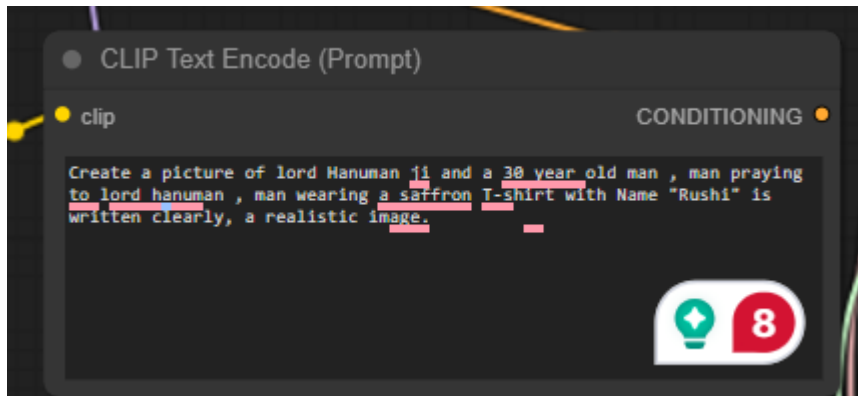 CLIP Text Encode (Prompt)
clip
CONDITIONING
Create a picture of lord Hanuman ji and a 30 year old man , man praying
to lord hanuman , man wearing a saffron T-shirt with Name "Rushi" is
written clearly, a realistic image.
8